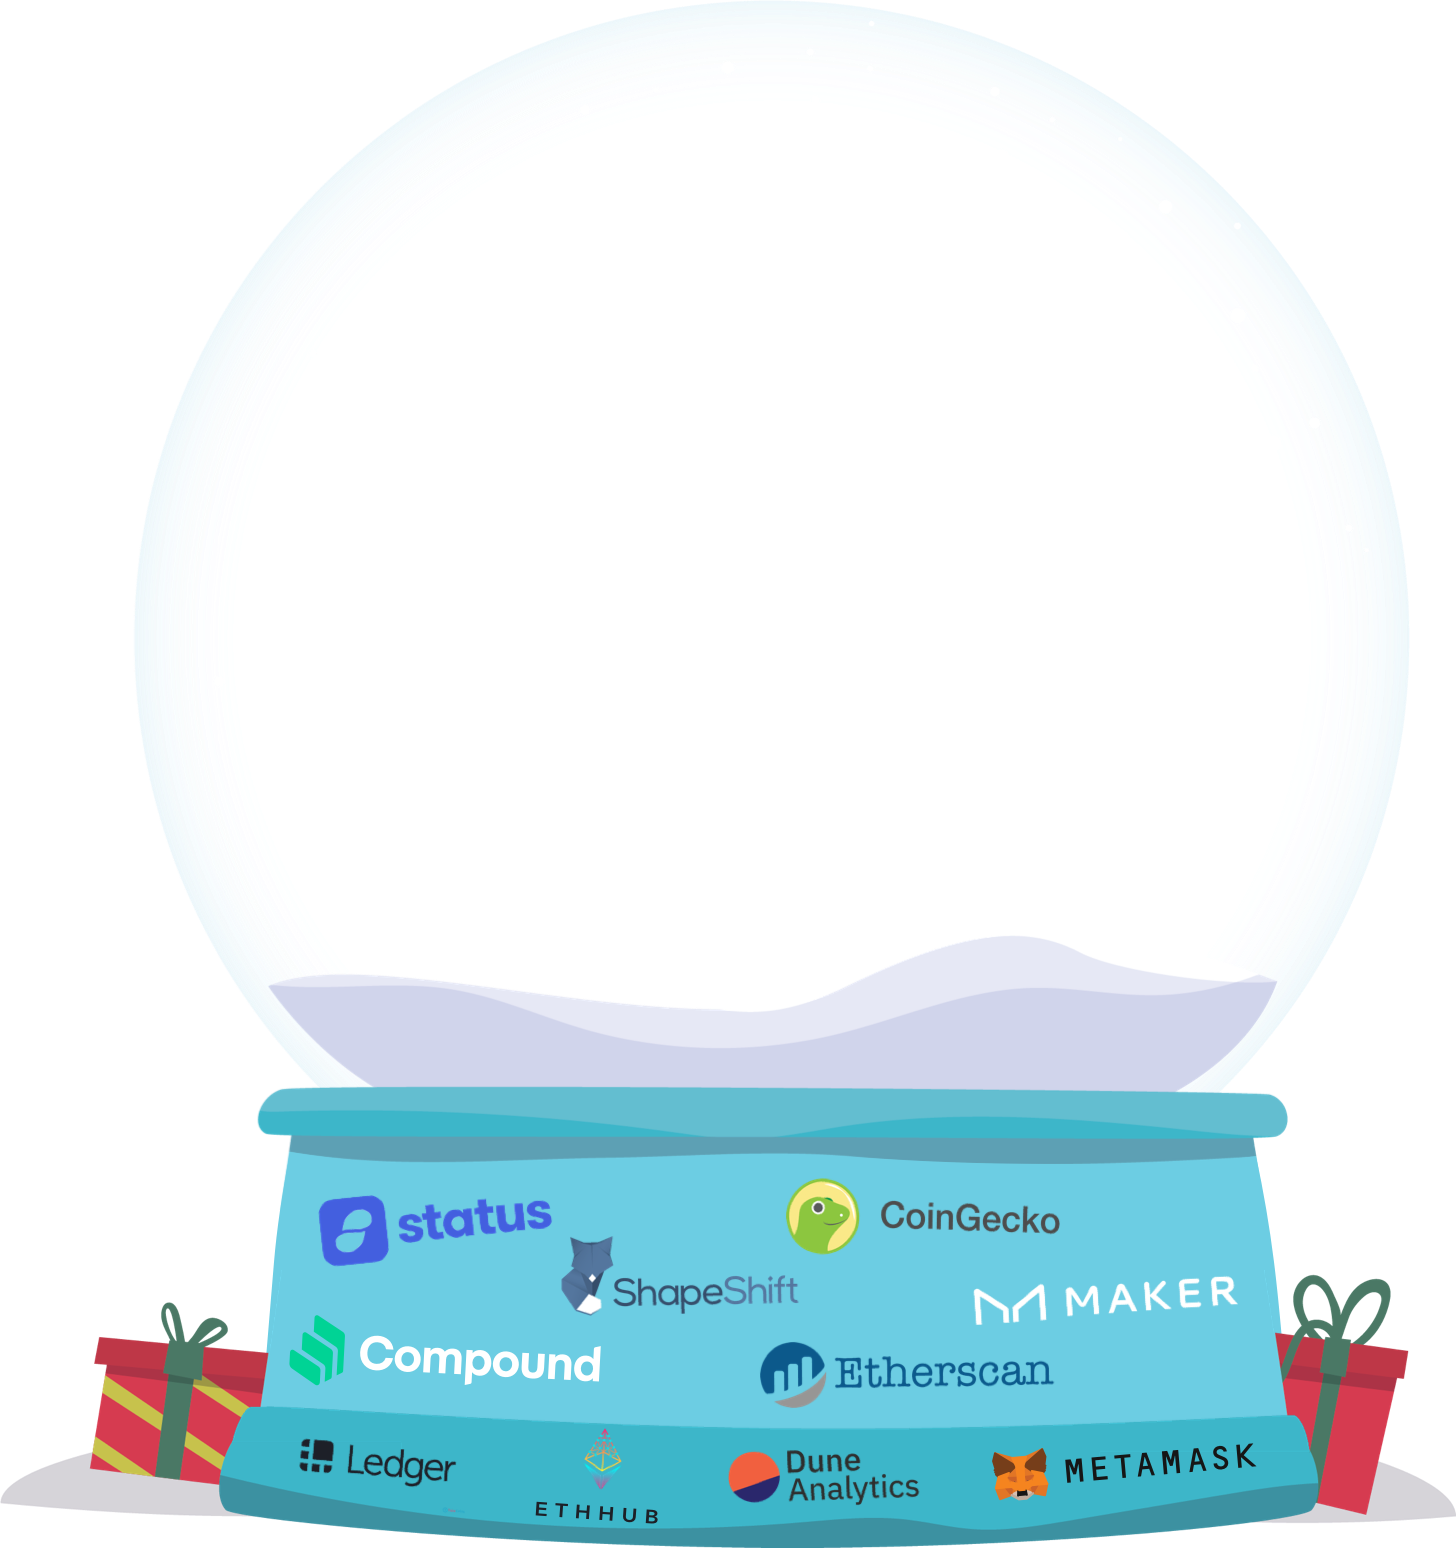 status
CoinGecko
ShapeShift
MAKER
Compound
Etherscan
Ledger
ETHHUB
Dune
Analytics
METAMASK